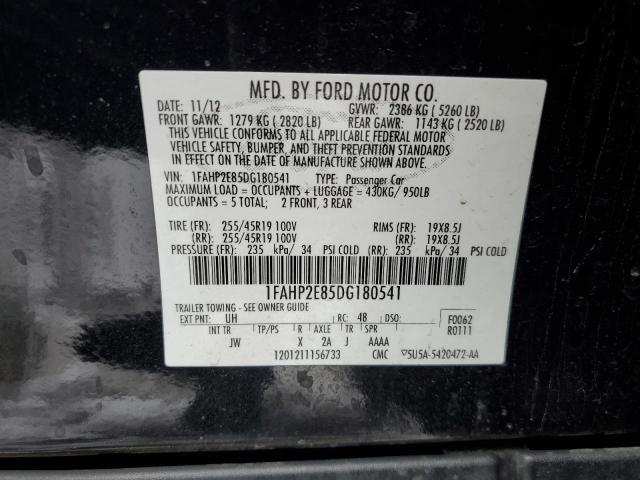 MFD. BY FORD MOTOR CO.
DATE: 11/12 GVWR: 2386 KG ( 5260 LB)
FRONT GAWR: 1279 KG ( 2820 LB) REAR GAWR: 1143 KG ( 2520 LB)
THIS VEHICLE CONFORMS TO ALL APPLICABLE FEDERAL MOTOR
VEHICLE SAFETY, BUMPER, AND THEFT PREVENTION STANDARDS
IN EFFECT ON THE DATE OF MANUFACTURE SHOWN ABOVE.
VIN: 1FAHP2E85DG180541 TYPE: Passenger Car
MAXIMUM LOAD = OCCUPANTS + LUGGAGE = 430KG/ 950LB
OCCUPANTS = 5 TOTAL; 2 FRONT, 3 REAR
TIRE (FR): 255/45R19 100V RIMS (FR): 19X8.5J
(RR): 255/45R19 100V (RR): 19X8.5J
PRESSURE (FR): 235 kPa/ 34 PSI COLD (RR): 235 kPa/ 34 PSI COLD
1FAHP2E85DG180541
TRAILER TOWING - SEE OWNER GUIDE
EXT PNT: UH RC: 48 DSO: F0062
INT TR TP/PS R AXLE TR SPR R0111
JW X 2A J AAAA
1201211156733 CMC ▽5U5A-5420472-AA